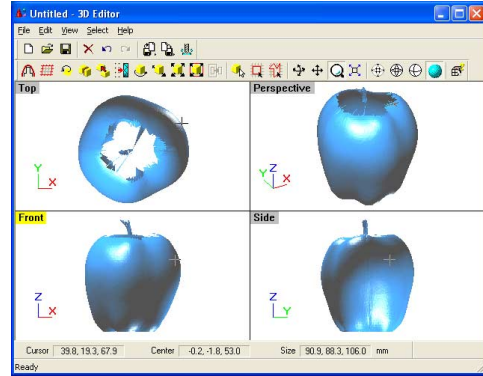 Untitled - 3D Editor
File Edit View Select Help
Top
Perspective
Y
X
Y Z X
Front
Side
Z
X
Z
Y
Cursor 39.8, 19.3, 67.9 Center -0.2, -1.8, 53.0 Size 90.9, 88.3, 106.0 mm
Ready